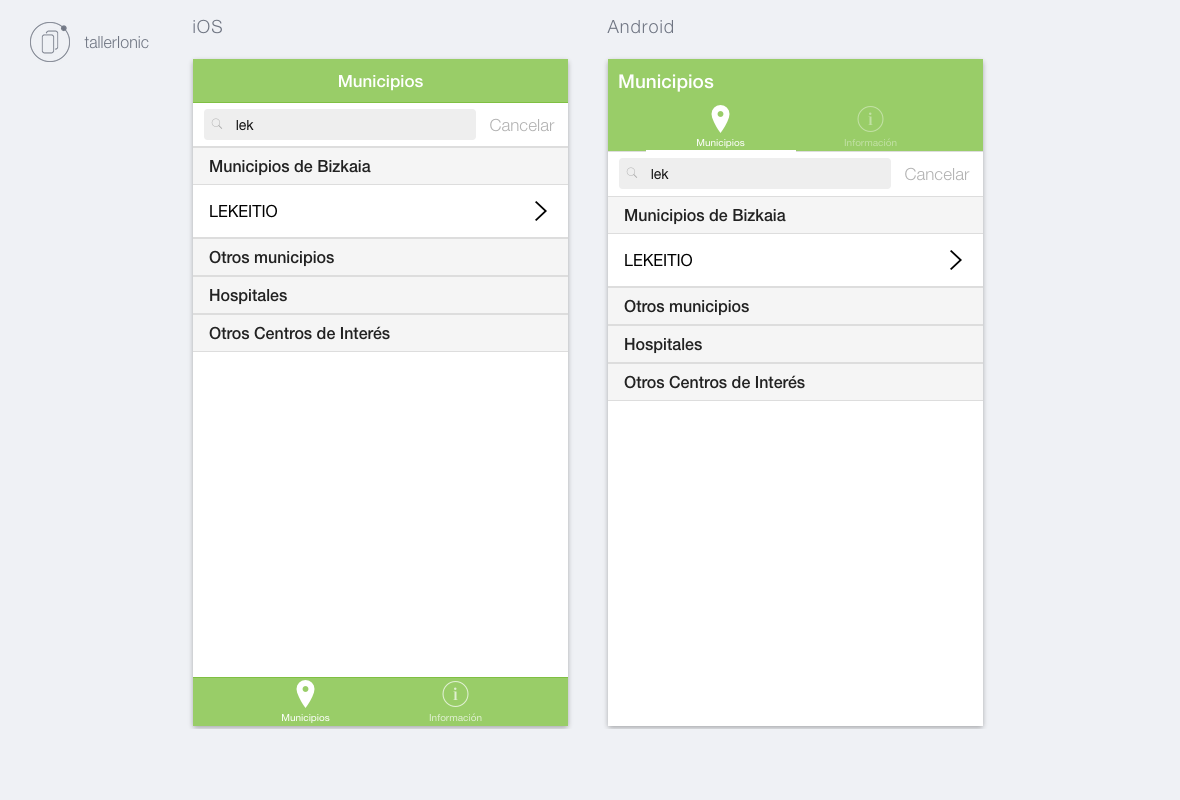 tallerIonic
iOS
Municipios
lek
Cancelar
Municipios de Bizkaia
LEKEITIO
Otros municipios
Hospitales
Otros Centros de Interés
Municipios
Información
Android
Municipios
Municipios
Información
lek
Cancelar
Municipios de Bizkaia
LEKEITIO
Otros municipios
Hospitales
Otros Centros de Interés